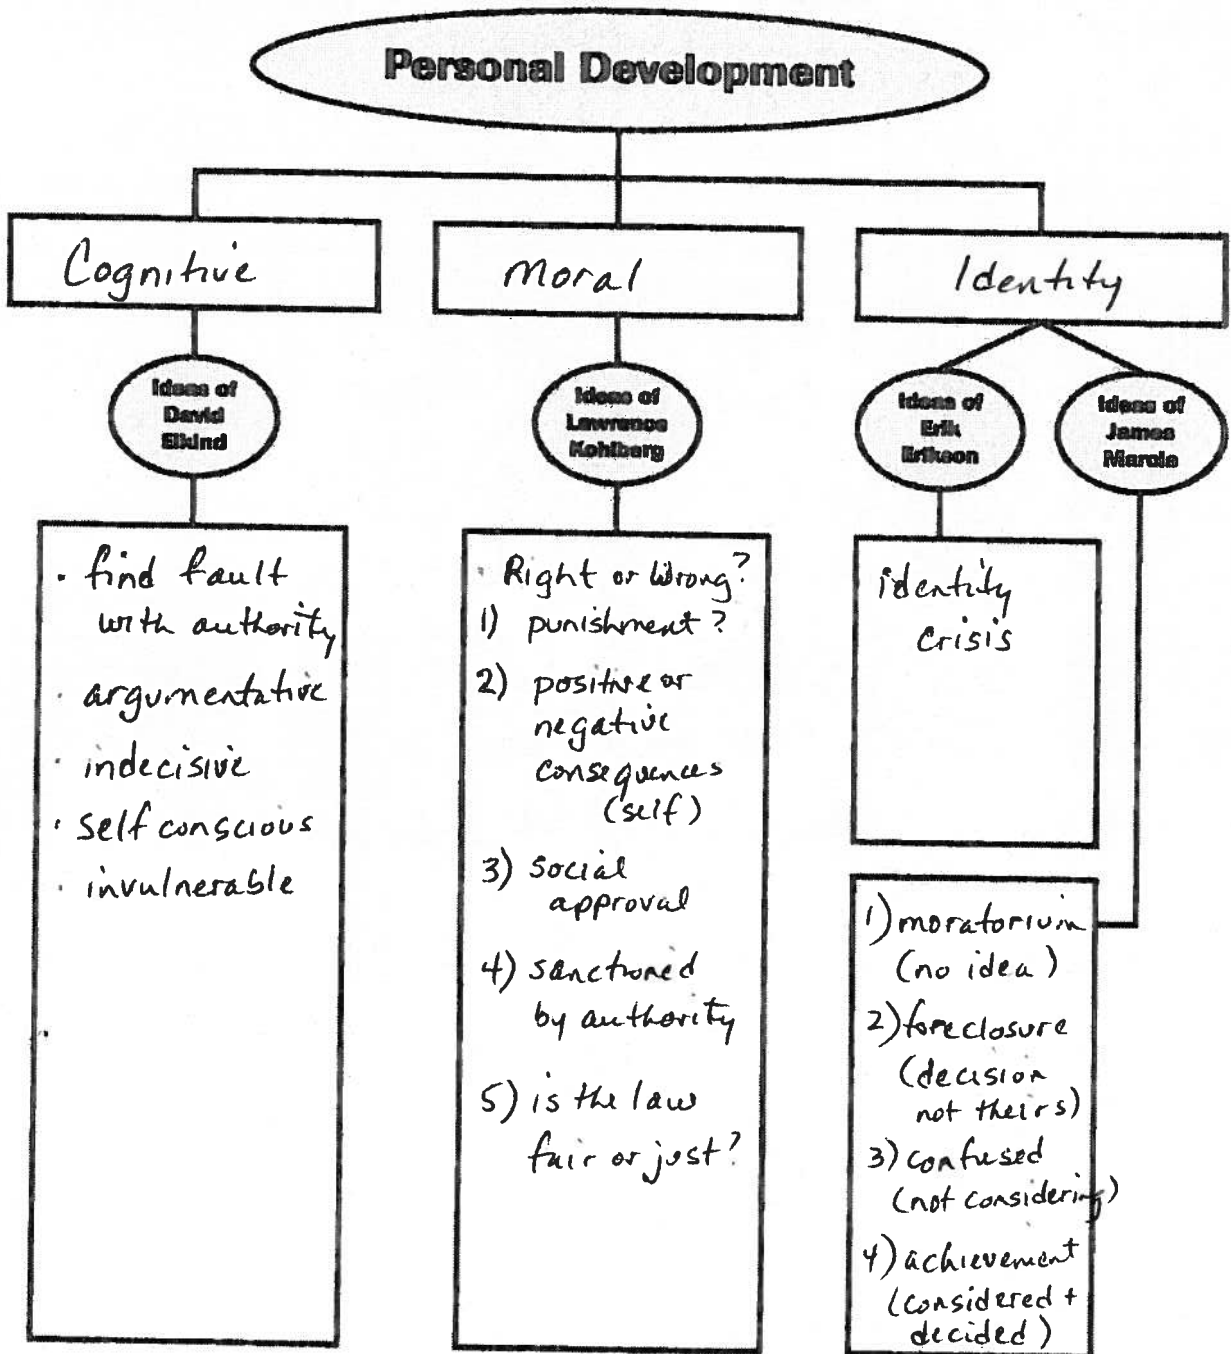 Personal Development
Cognitive
Moral
Identity
Ideas of
David
Elkind
Ideas of
Lawrence
Kohlberg
Ideas of
Erik
Erikson
Ideas of
James
Marcia
· find fault
with authority
· argumentative
· indecisive
· self conscious
· invulnerable
· Right or Wrong?
1) punishment?
2) positive or
negative
consequences
(self)
3) social
approval
4) sanctioned
by authority
5) is the law
fair or just?
identity
crisis
1) moratorium
(no idea)
2) foreclosure
(decision
not theirs)
3) confused
(not considering)
4) achievement
(considered +
decided)